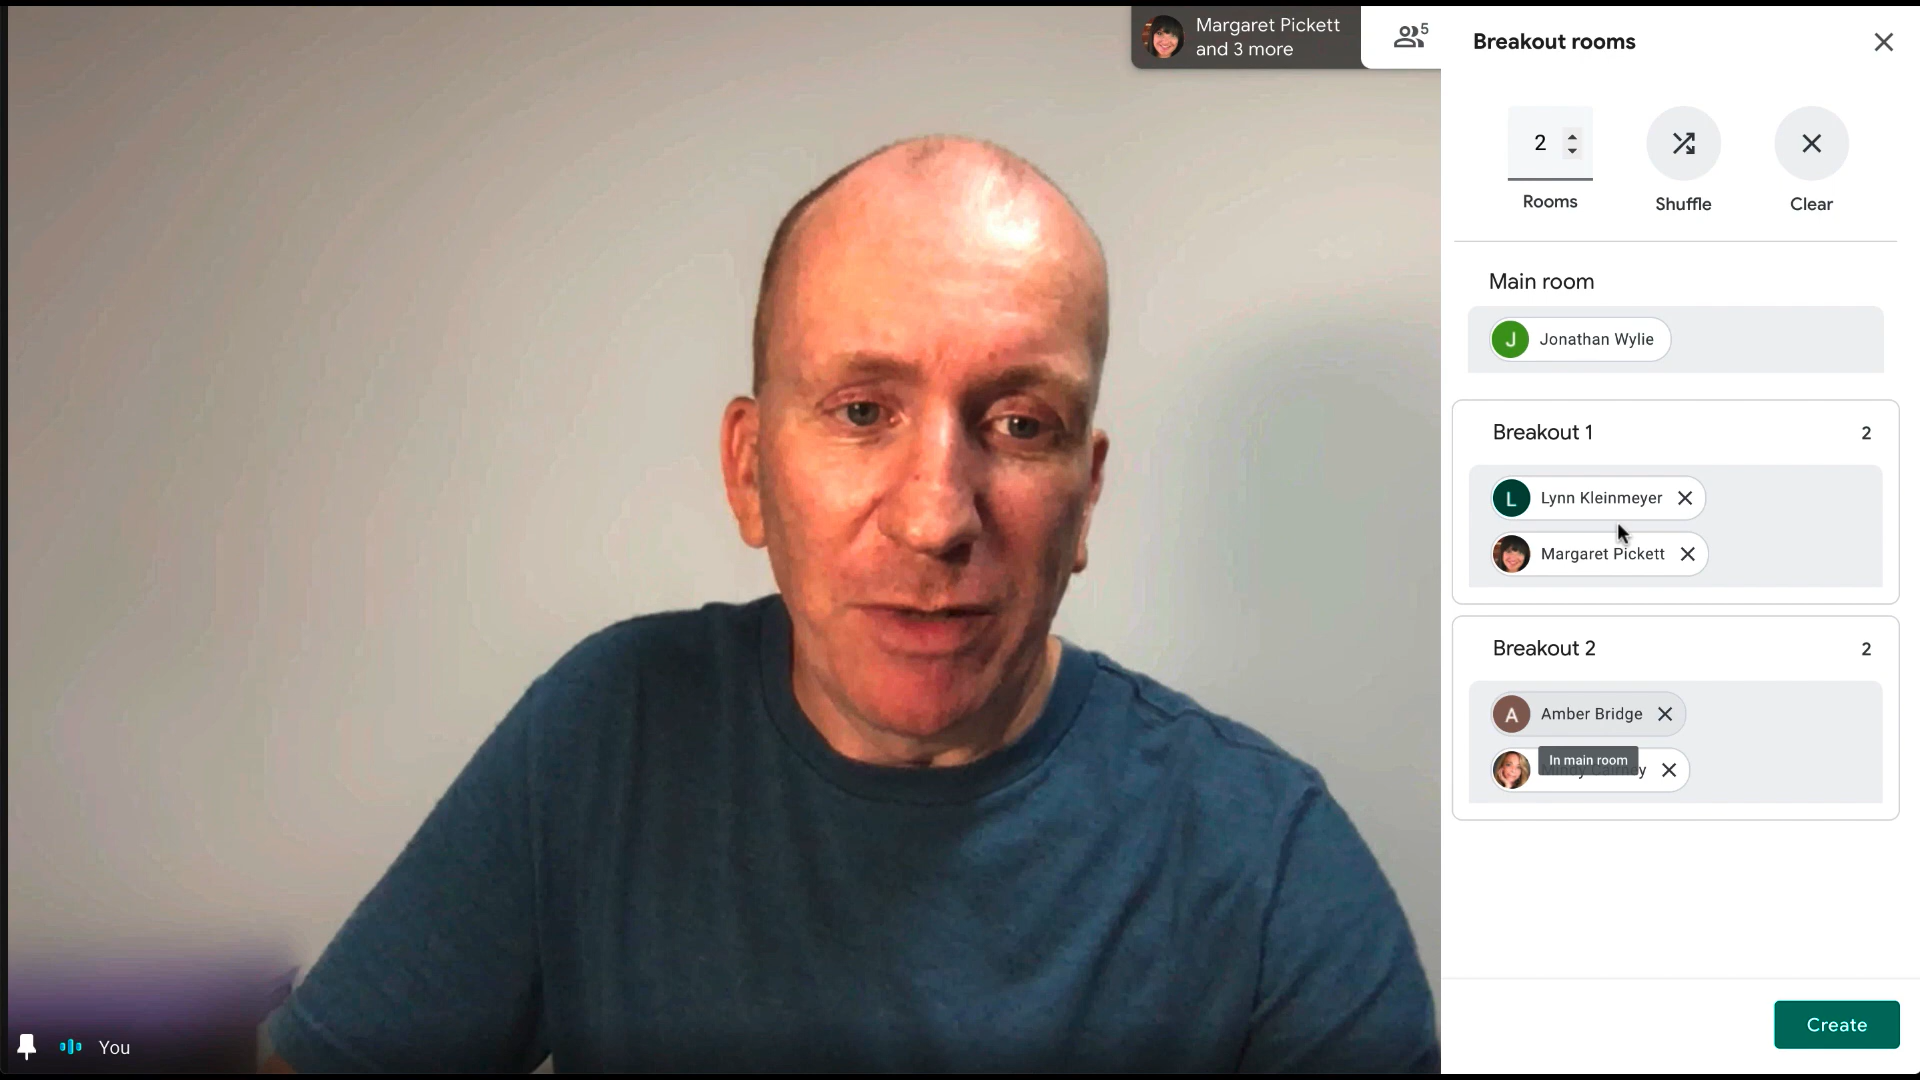 Margaret Pickett
and 3 more
5
Breakout rooms
2
Rooms
Shuffle
Clear
Main room
J
Jonathan Wylie
Breakout 1
2
L
Lynn Kleinmeyer
Margaret Pickett
Breakout 2
2
A
Amber Bridge
In main room
Create
You